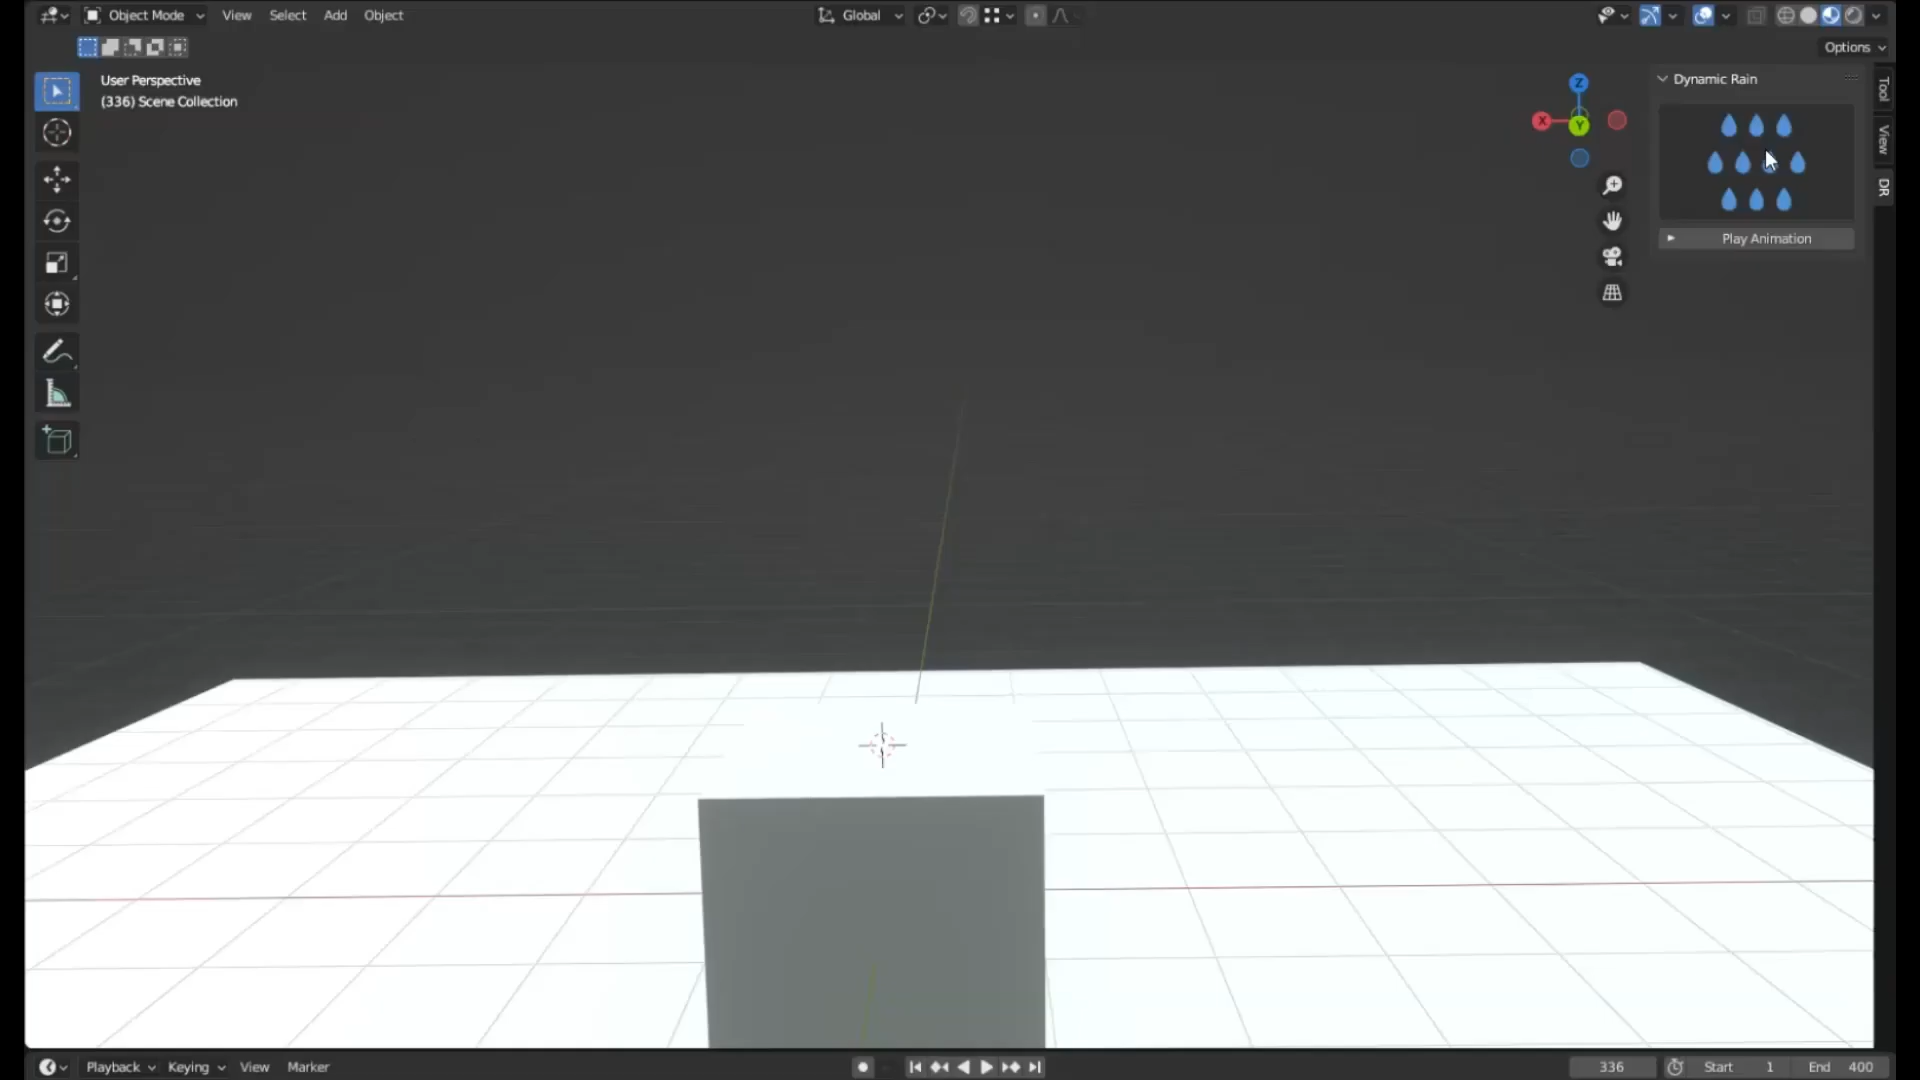 Object Mode View Select Add Object Global
Options
User Perspective
(336) Scene Collection
Z
X
Y
Dynamic Rain
Play Animation
Tool
View
DR
Playback Keying View Marker 336 Start 1 End 400